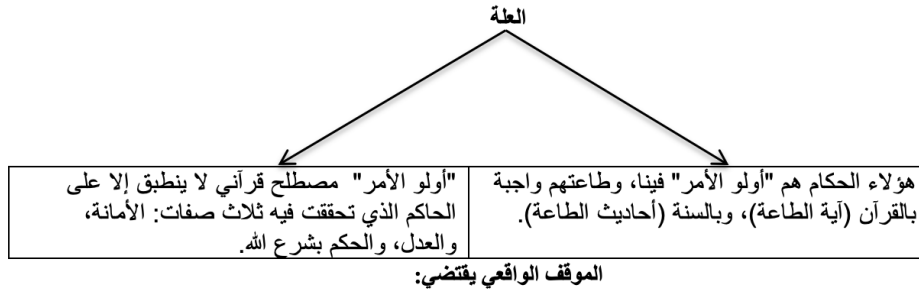 العلة
هؤلاء الحكام هم "أولو الأمر" فينا، وطاعتهم واجبة
بالقرآن (آية الطاعة)، وبالسنة (أحاديث الطاعة).
"أولو الأمر" مصطلح قرآني لا ينطبق إلا على
الحاكم الذي تحققت فيه ثلاث صفات: الأمانة،
والعدل، والحكم بشرع الله.
الموقف الواقعي يقتضي: